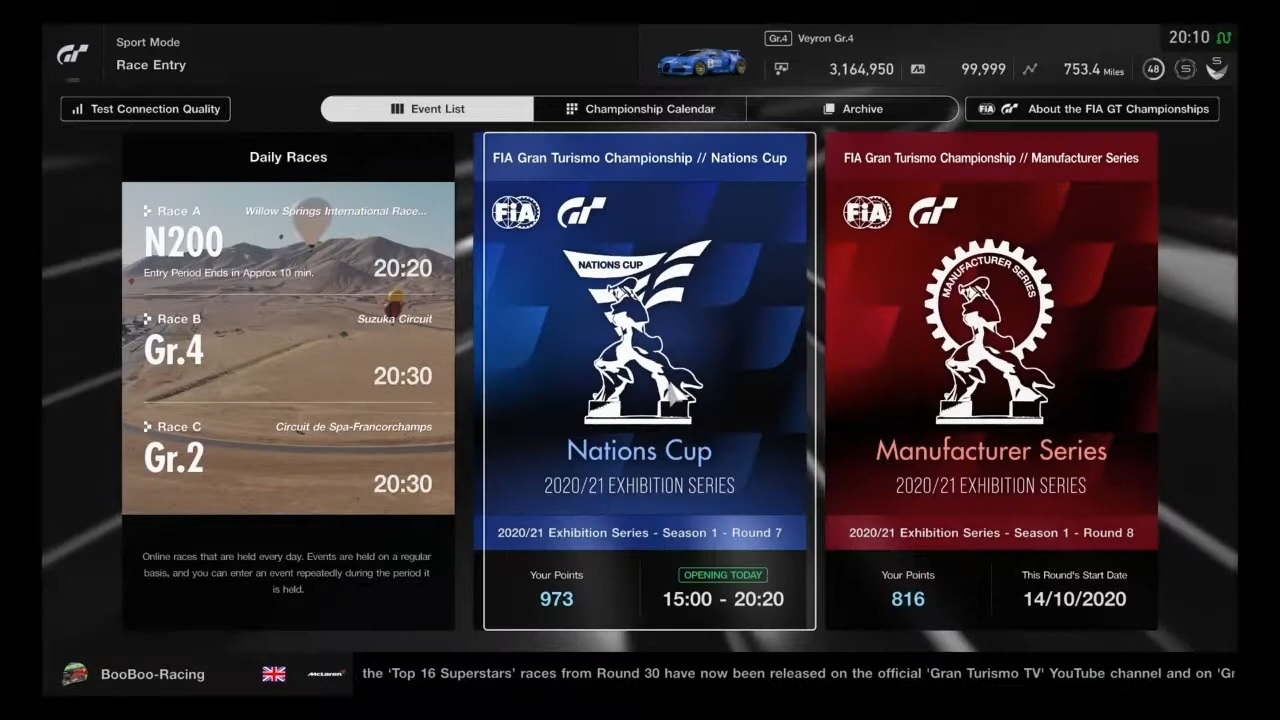 Sport Mode
Race Entry
Gr.4 Veyron Gr.4
20:10
3,164,950
99,999
753.4 Miles
48
S
S
Test Connection Quality
Event List
Championship Calendar
Archive
FIA GT About the FIA GT Championships
Daily Races
Race A Willow Springs International Race...
N200
Entry Period Ends in Approx 10 min. 20:20
Race B Suzuka Circuit
Gr.4
20:30
Race C Circuit de Spa-Francorchamps
Gr.2
20:30
Online races that are held every day. Events are held on a regular
basis, and you can enter an event repeatedly during the period it
is held.
FIA Gran Turismo Championship // Nations Cup
FIA GT
NATIONS CUP
Nations Cup
2020/21 EXHIBITION SERIES
2020/21 Exhibition Series - Season 1 - Round 7
Your Points
973
OPENING TODAY
15:00 - 20:20
FIA Gran Turismo Championship // Manufacturer Series
FIA GT
MANUFACTURER SERIES
Manufacturer Series
2020/21 EXHIBITION SERIES
2020/21 Exhibition Series - Season 1 - Round 8
Your Points
816
This Round's Start Date
14/10/2020
BooBoo-Racing
McLaren
the 'Top 16 Superstars' races from Round 30 have now been released on the official 'Gran Turismo TV' YouTube channel and on 'Gr